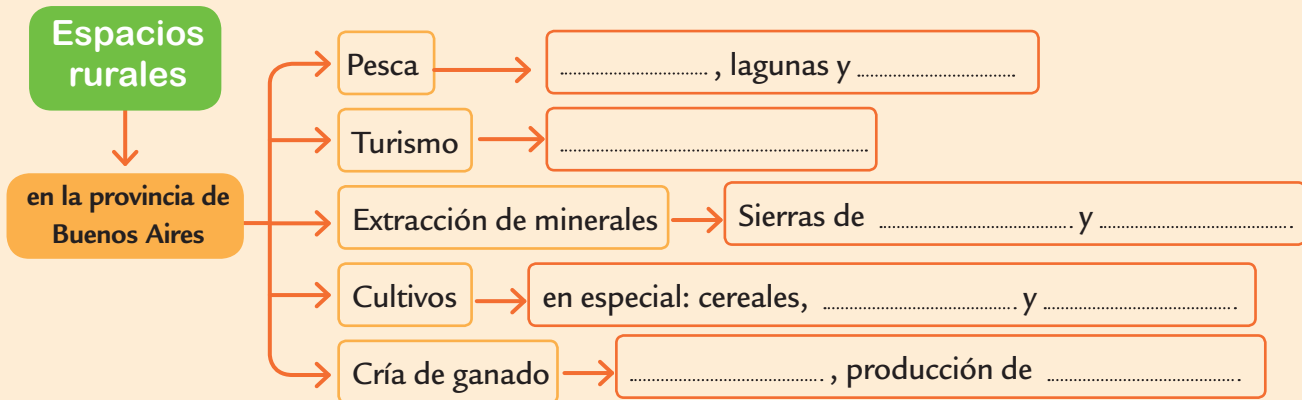 Espacios
rurales
en la provincia de
Buenos Aires
Pesca
, lagunas y
Turismo
Extracción de minerales
Sierras de y
Cultivos
en especial: cereales, y
Cría de ganado
, producción de